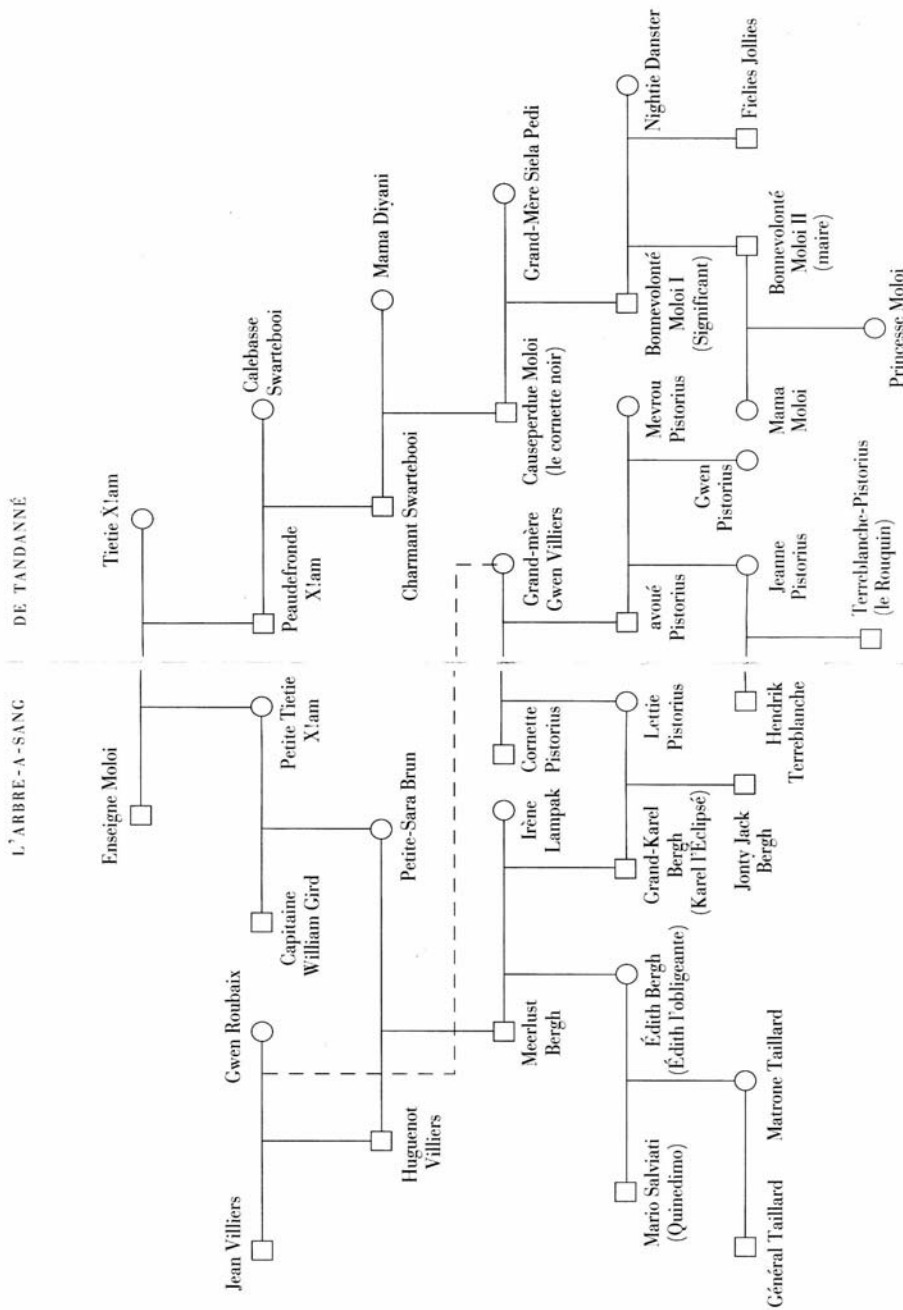 L'ARBRE-A-SANG DE TANDANNÉ
Enseigne Moloi
Tietie X!am
Jean Villiers
Gwen Roubaix
Capitaine
William Gird
Petite Tietie
X!am
Peaudefronde
X!am
Calebasse
Swartebooi
Huguenot
Villiers
Petite-Sara Brun
Charmant Swartebooi
Mama Diyani
Meerlust
Bergh
Irène
Lampak
Cornette
Pistorius
Grand-mère
Gwen Villiers
Causeperdue Moloi
(le cornette noir)
Grand-Mère Siela Pedi
Mario Salviati
(Quinedimo)
Édith Bergh
(Édith l'obligeante)
Grand-Karel
Bergh
(Karel l'Éclipsé)
Lettie
Pistorius
avoué
Pistorius
Mevrou
Pistorius
Bonnevolonté
Moloi I
(Significant)
Nightie Danster
Général Taillard
Matrone Taillard
Jonty Jack
Bergh
Hendrik
Terreblanche
Jeanne
Pistorius
Gwen
Pistorius
Mama
Moloi
Bonnevolonté
Moloi II
(maire)
Fielies Jollies
Terreblanche-Pistorius
(le Rouquin)
Princesse Moloi